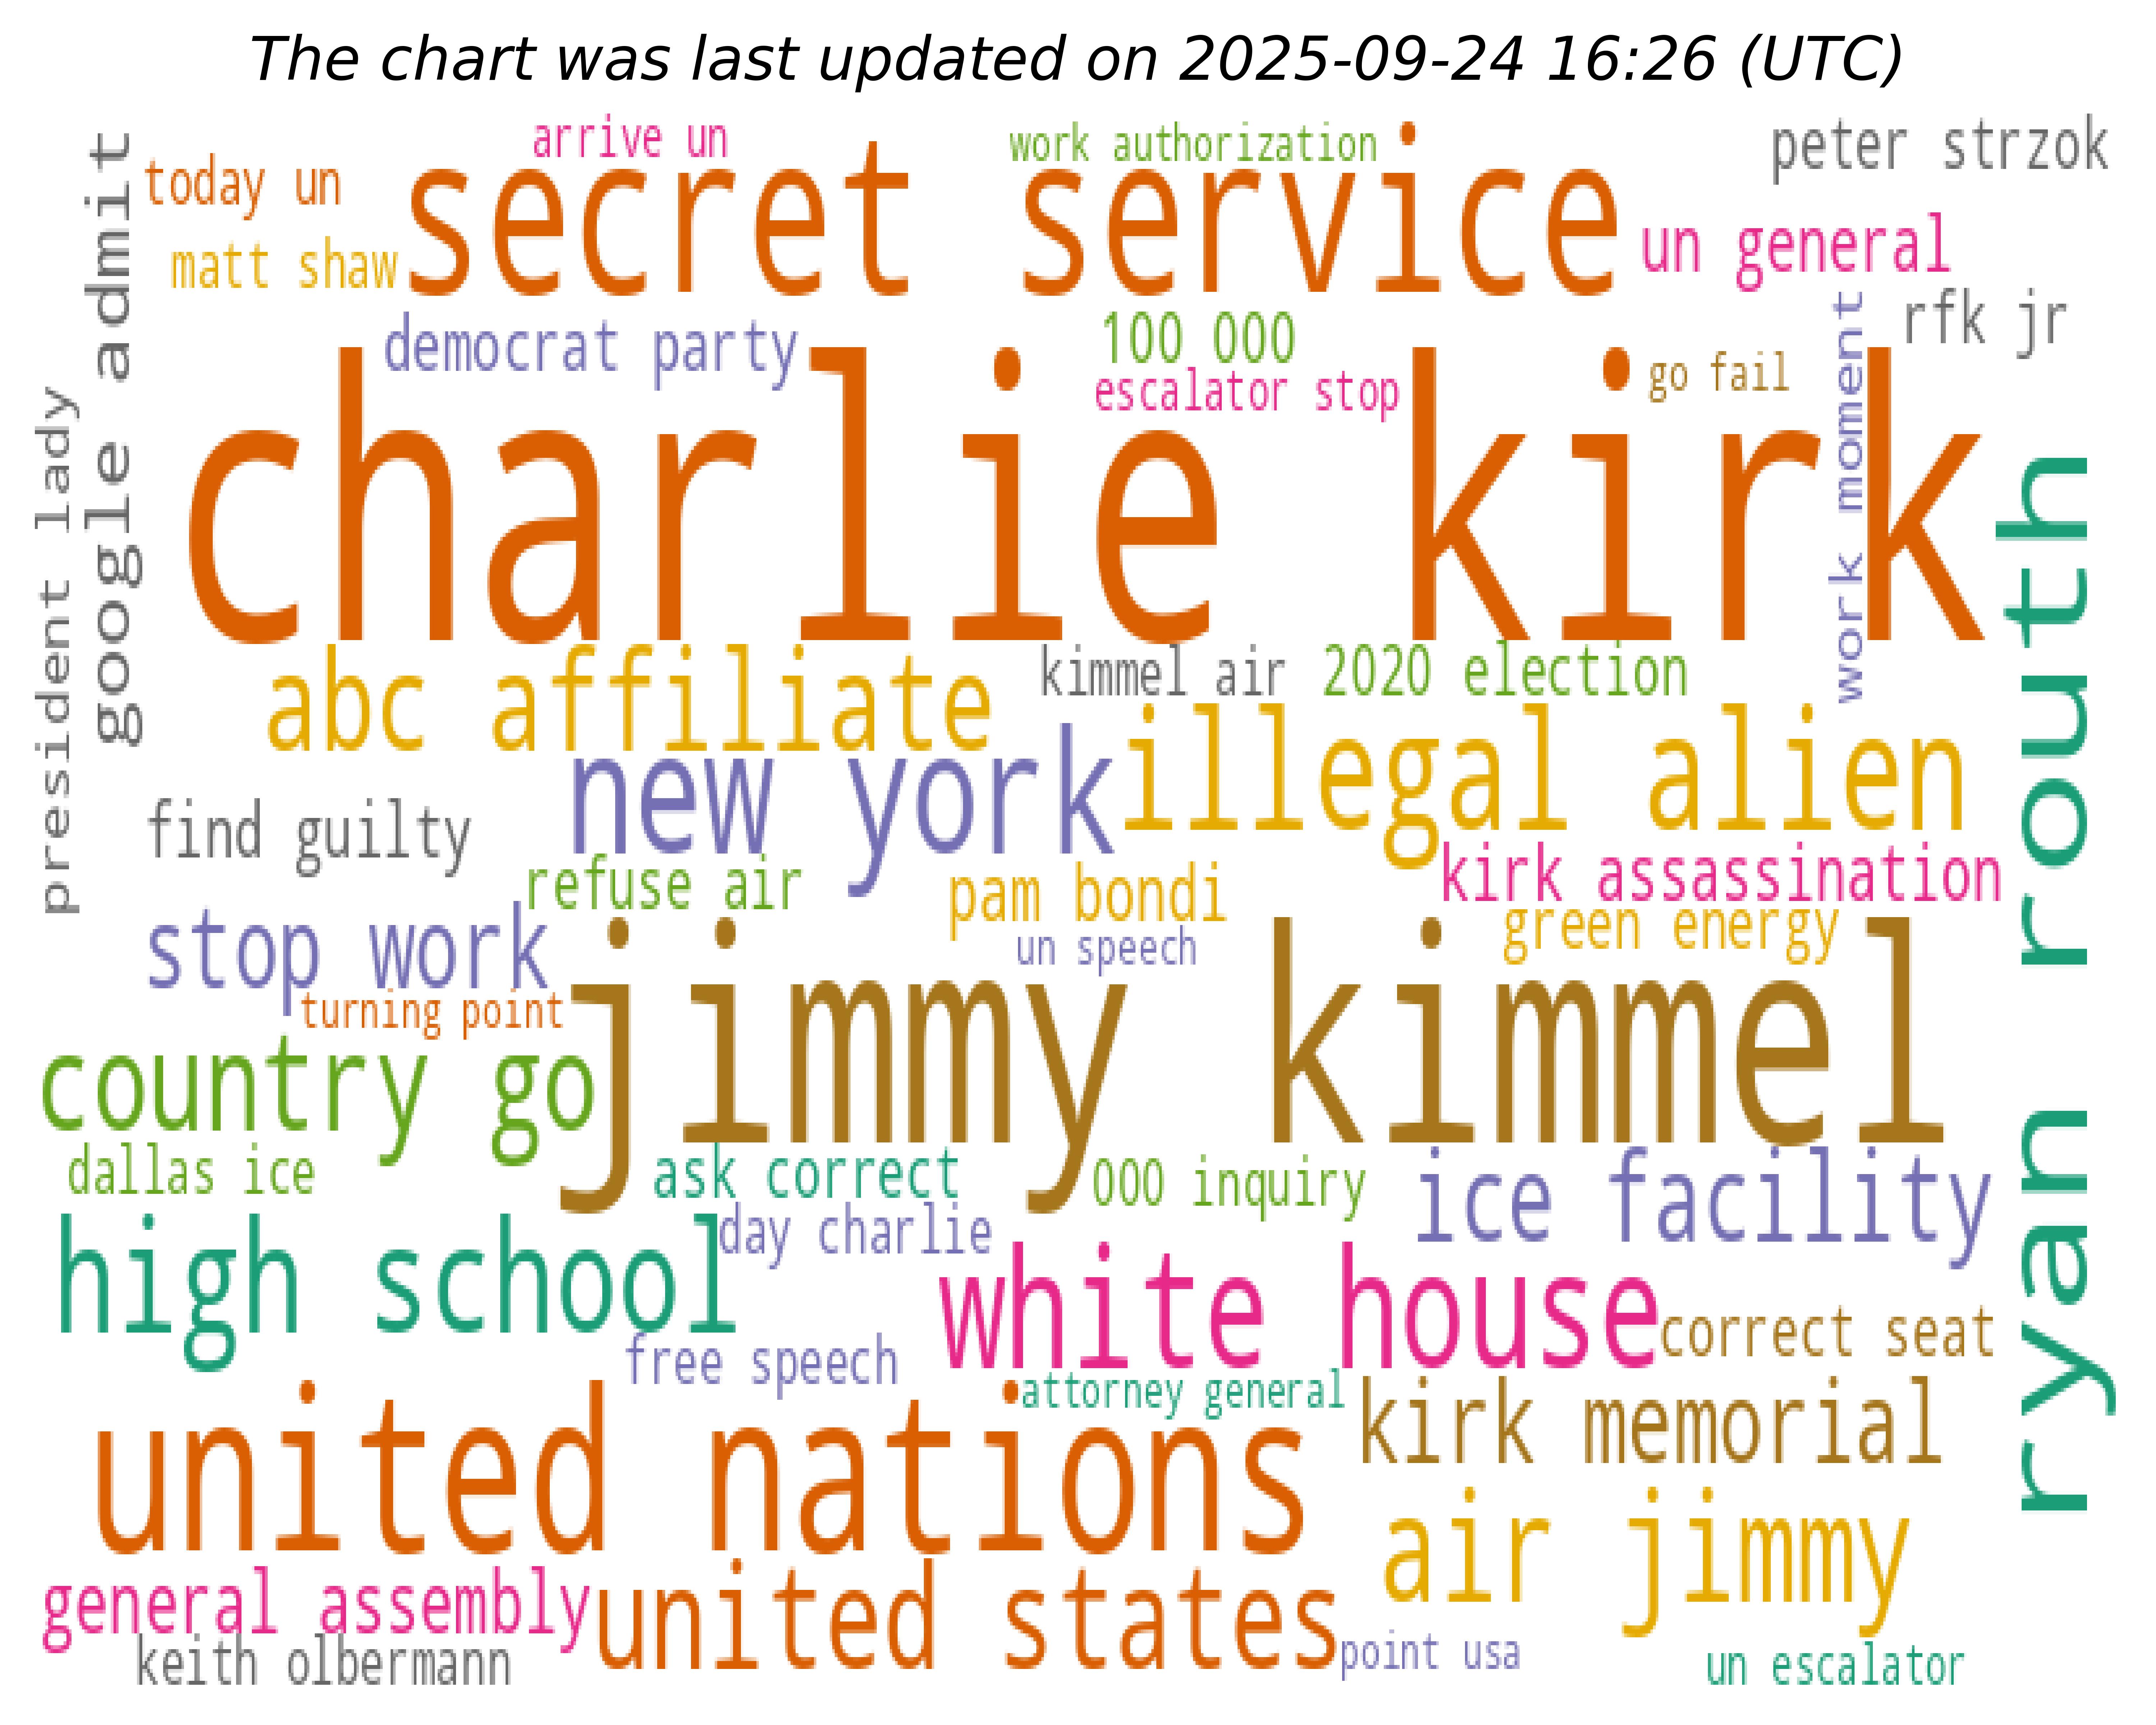 The chart was last updated on 2025-09-24 16:26 (UTC)
arrive un
work authorization
peter strzok
today un
secret service
un general
matt shaw
google admit
rfk jr
democrat party
100 000
work moment
escalator stop
go fail
president lady
charlie kirk
ryan routh
abc affiliate
kimmel air
2020 election
new york
illegal alien
find guilty
refuse air
pam bondi
kirk assassination
stop work
un speech
green energy
turning point
jimmy kimmel
country go
dallas ice
ask correct
000 inquiry
ice facility
day charlie
high school
white house
correct seat
free speech
attorney general
kirk memorial
united nations
air jimmy
general assembly
united states
keith olbermann
point usa
un escalator